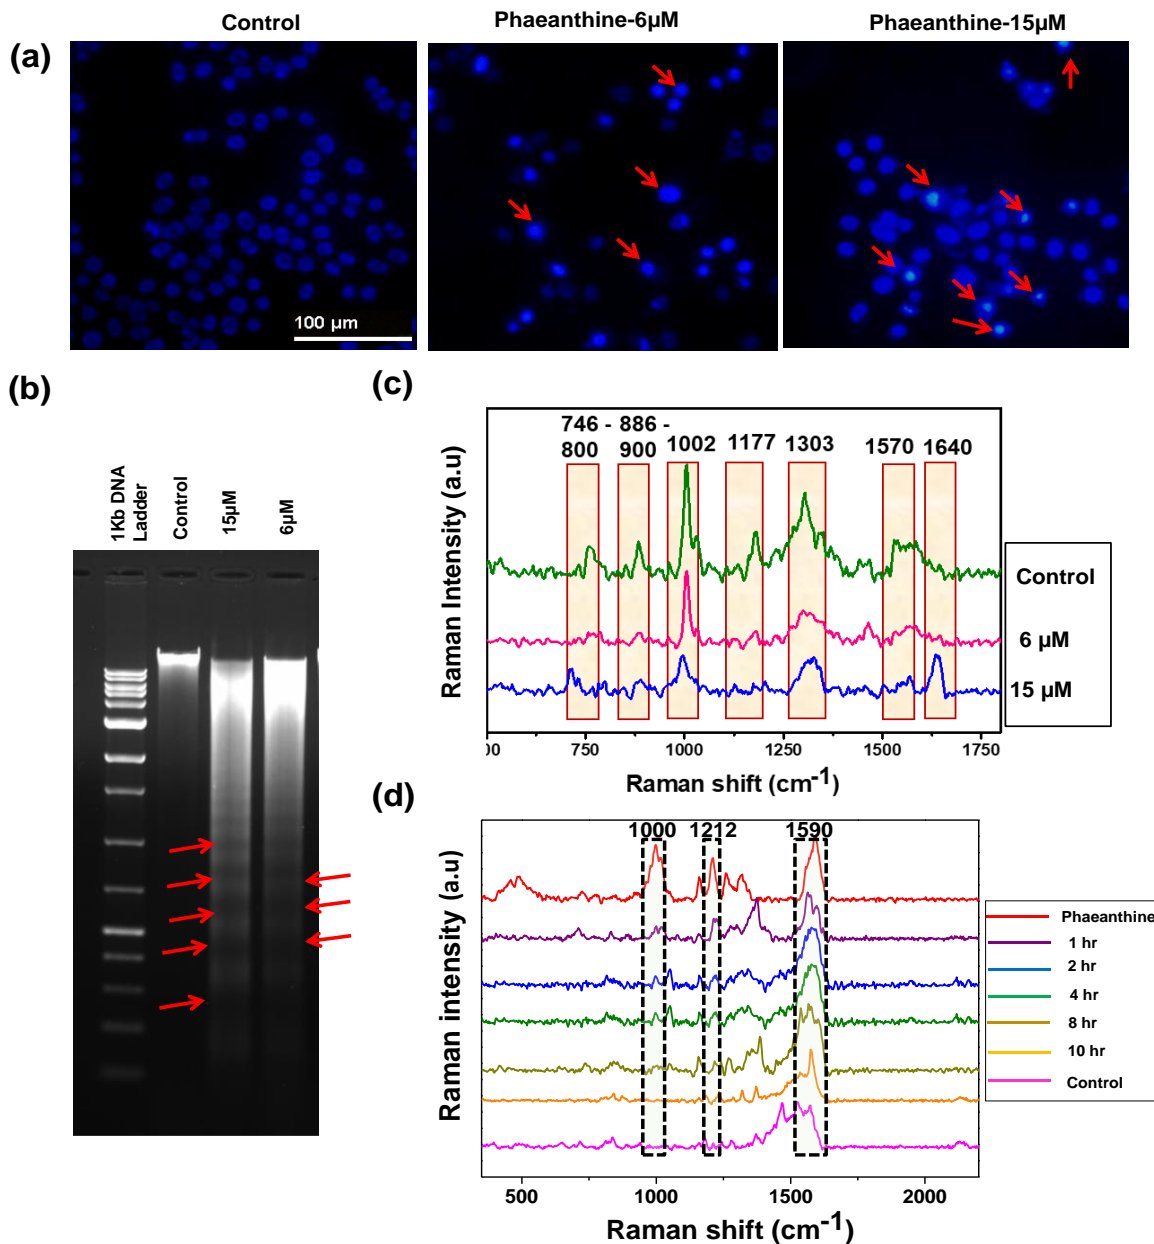 Control
Phaeanthine-6µM
Phaeanthine-15µM
(a)
100 µm
(b)
1Kb DNA
Ladder
Control
15µM
6µM
(c)
746 -
800
886 -
900
1002
1177
1303
1570
1640
Raman Intensity (a.u)
Control
6 µM
15 µM
00
750
1000
1250
1500
1750
Raman shift (cm-1)
(d)
1000
1212
1590
Raman intensity (a.u)
Phaeanthine
1 hr
2 hr
4 hr
8 hr
10 hr
Control
500
1000
1500
2000
Raman shift (cm-1)